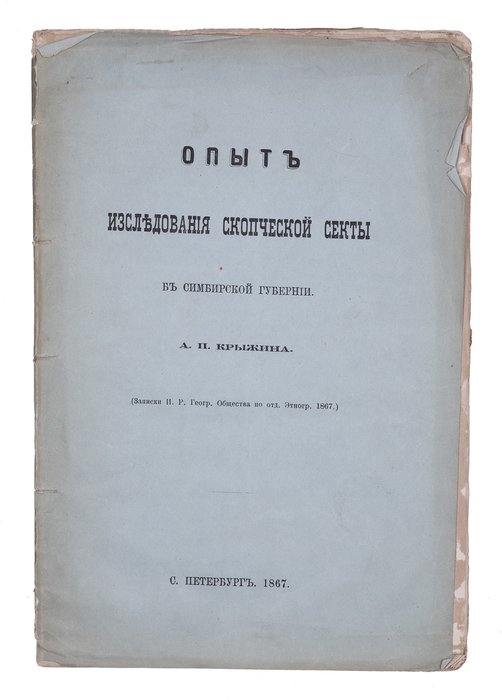 ОПЫТЪ
ИЗСЛѢДОВАНІЯ СКОПЧЕСКОЙ СЕКТЫ
ВЪ СИМБИРСКОЙ ГУБЕРНІИ.
А. П. КРЫЖИНА.
(Записки И. Р. Геогр. Общества по отд. Этногр. 1867.)
С. ПЕТЕРБУРГЪ. 1867.